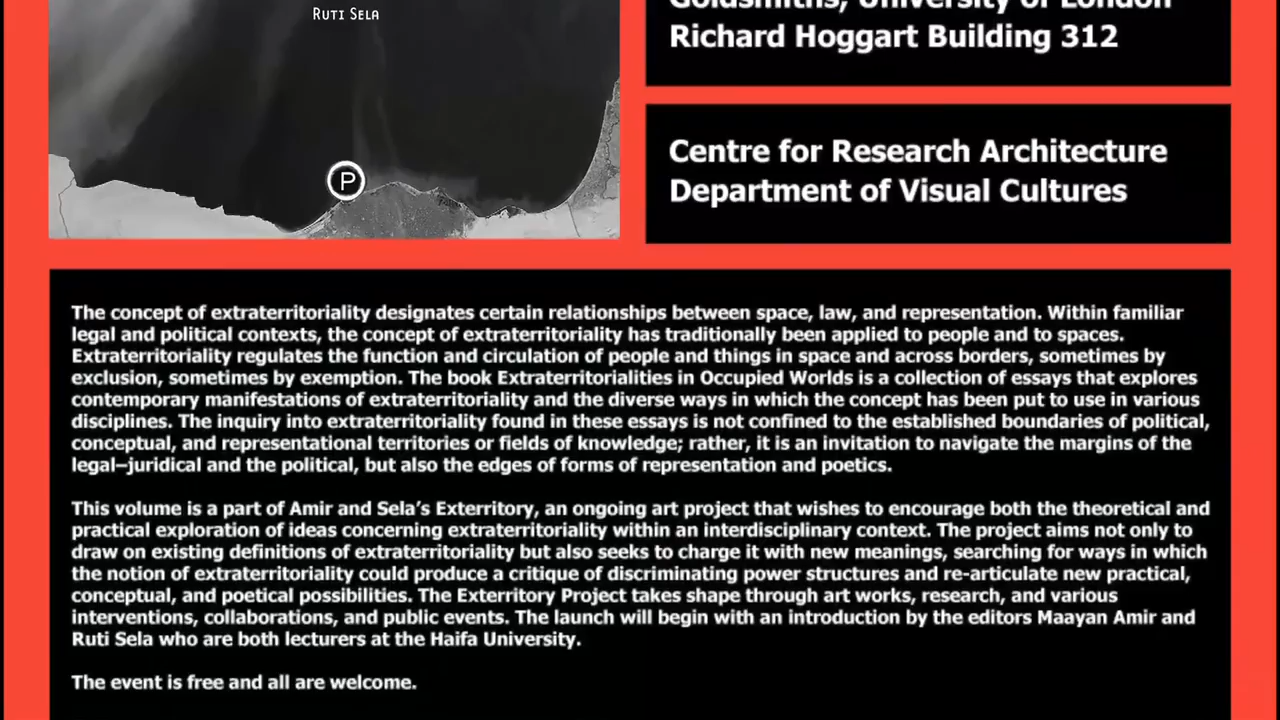 RUTI SELA
P
Goldsmiths, University of London
Richard Hoggart Building 312
Centre for Research Architecture
Department of Visual Cultures
The concept of extraterritoriality designates certain relationships between space, law, and representation. Within familiar
legal and political contexts, the concept of extraterritoriality has traditionally been applied to people and to spaces.
Extraterritoriality regulates the function and circulation of people and things in space and across borders, sometimes by
exclusion, sometimes by exemption. The book Extraterritorialities in Occupied Worlds is a collection of essays that explores
contemporary manifestations of extraterritoriality and the diverse ways in which the concept has been put to use in various
disciplines. The inquiry into extraterritoriality found in these essays is not confined to the established boundaries of political,
conceptual, and representational territories or fields of knowledge; rather, it is an invitation to navigate the margins of the
legal–juridical and the political, but also the edges of forms of representation and poetics.
This volume is a part of Amir and Sela’s Exterritory, an ongoing art project that wishes to encourage both the theoretical and
practical exploration of ideas concerning extraterritoriality within an interdisciplinary context. The project aims not only to
draw on existing definitions of extraterritoriality but also seeks to charge it with new meanings, searching for ways in which
the notion of extraterritoriality could produce a critique of discriminating power structures and re-articulate new practical,
conceptual, and poetical possibilities. The Exterritory Project takes shape through art works, research, and various
interventions, collaborations, and public events. The launch will begin with an introduction by the editors Maayan Amir and
Ruti Sela who are both lecturers at the Haifa University.
The event is free and all are welcome.